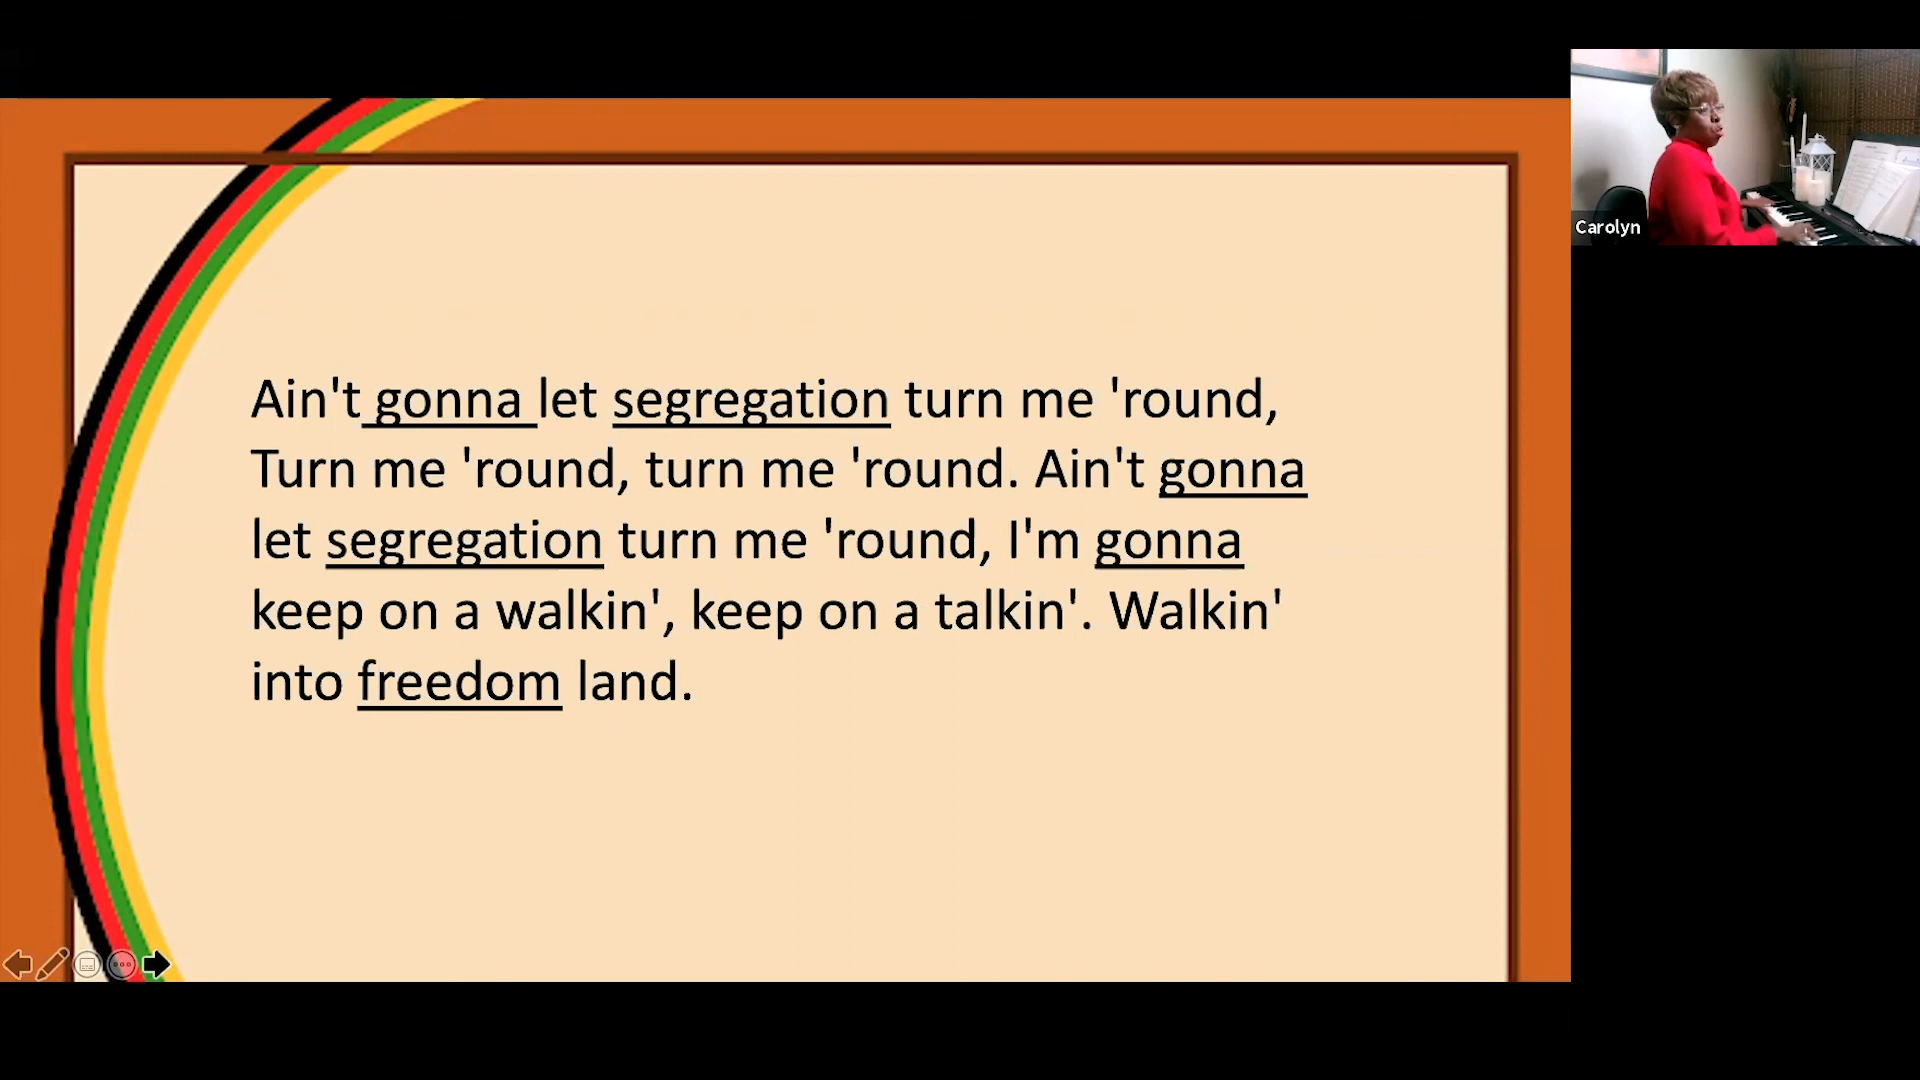 Ain't gonna let segregation turn me 'round,
Turn me 'round, turn me 'round. Ain't gonna
let segregation turn me 'round, I'm gonna
keep on a walkin', keep on a talkin'. Walkin'
into freedom land.
Carolyn